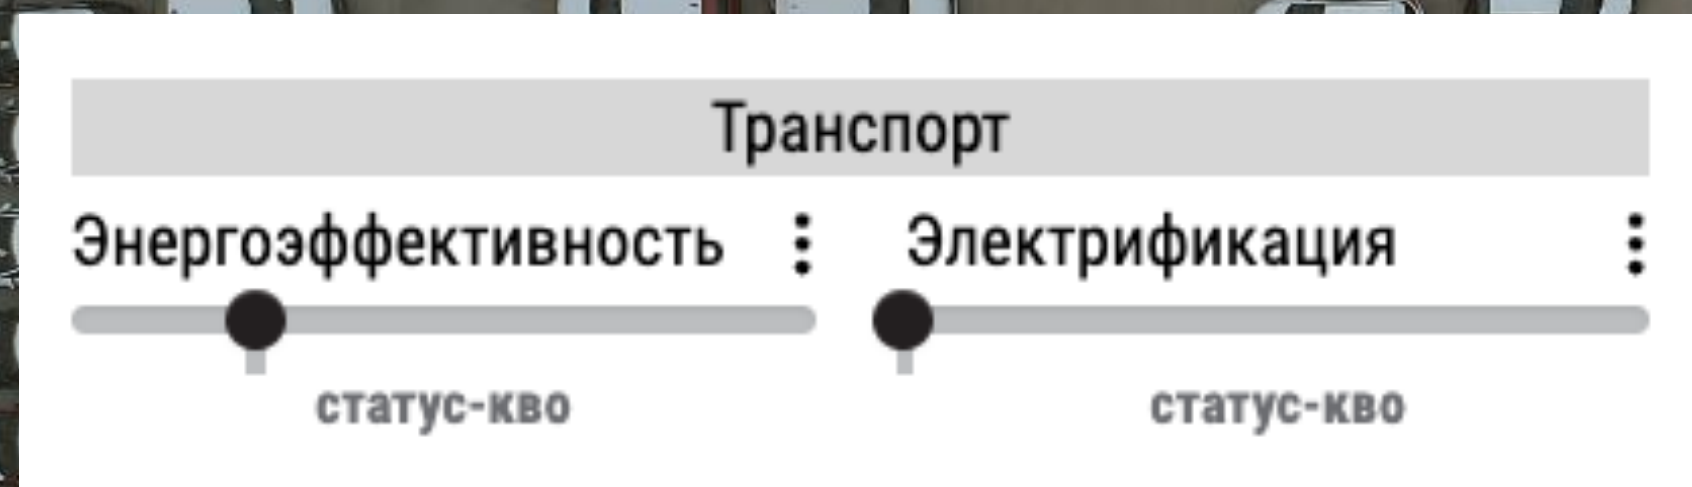 Транспорт
Энергоэффективность
Электрификация
статус-кво
статус-кво